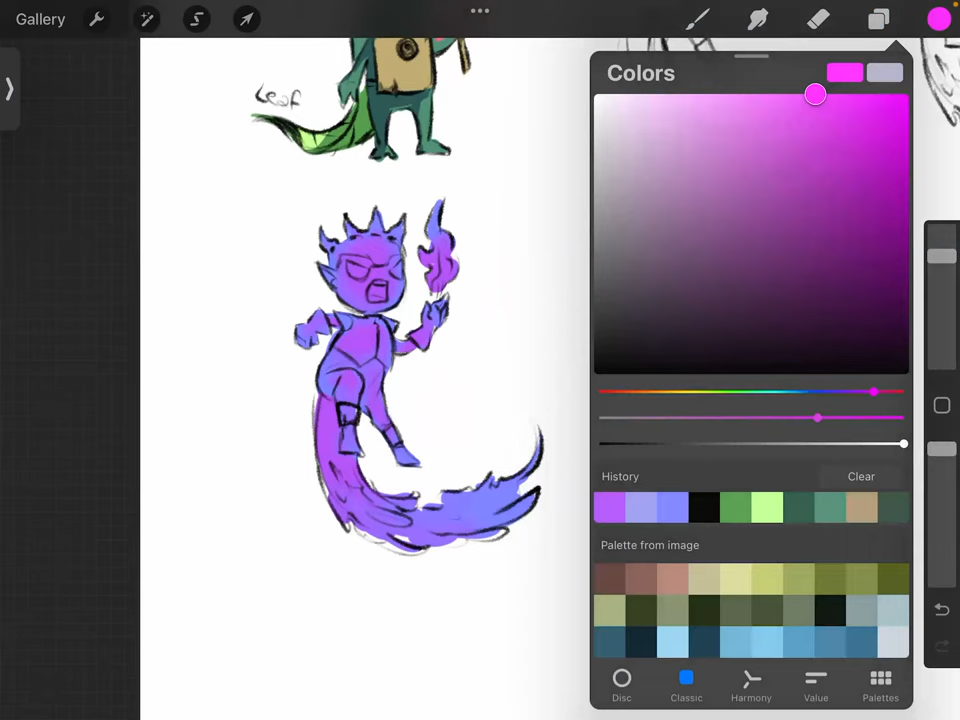 Gallery
Colors
Leaf
History
Clear
Palette from image
Disc
Classic
Harmony
Value
Palettes